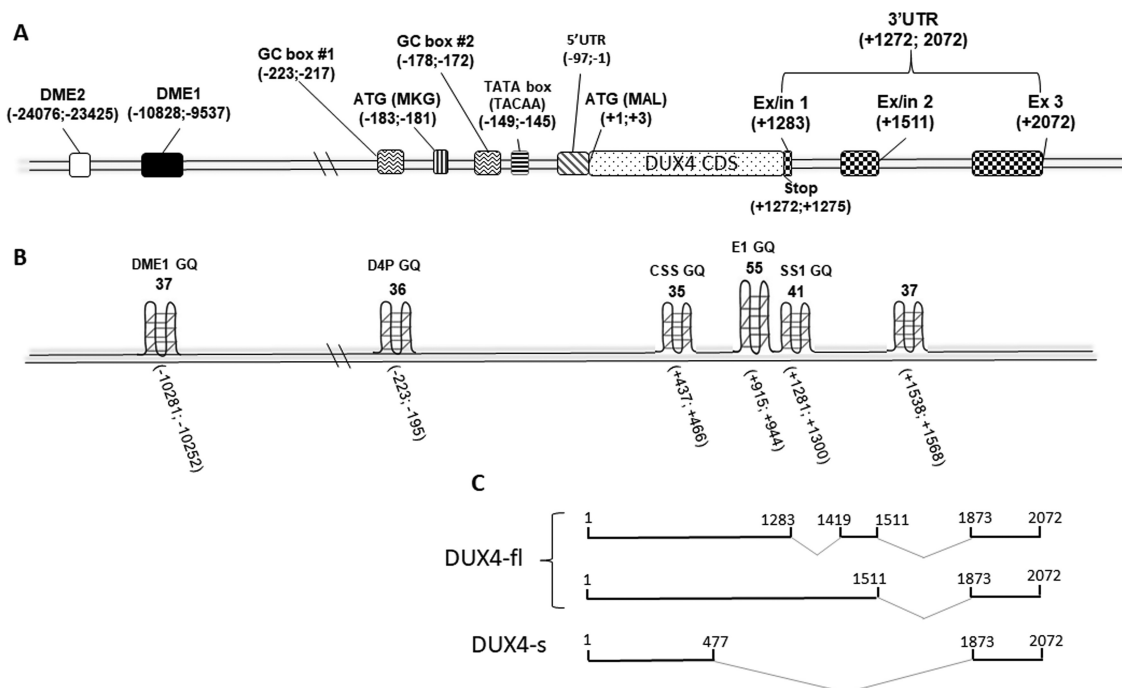 A
DME2
(-24076;-23425)
DME1
(-10828;-9537)
GC box #1
(-223;-217)
ATG (MKG)
(-183;-181)
GC box #2
(-178;-172)
TATA box
(TACAA)
(-149;-145)
5'UTR
(-97;-1)
ATG (MAL)
(+1;+3)
3'UTR
(+1272; 2072)
Ex/in 1
(+1283)
Ex/in 2
(+1511)
Ex 3
(+2072)
DUX4 CDS
Stop
(+1272;+1275)
B
DME1 GQ
37
D4P GQ
36
CSS GQ
35
E1 GQ
55
SS1 GQ
41
37
(-10281; -10252)
(-223; -195)
(+437; +466)
(+915; +944)
(+1281; +1300)
(+1538; +1568)
C
DUX4-fl
1 1283 1419 1511 1873 2072
1 1511 1873 2072
DUX4-s
1 477 1873 2072